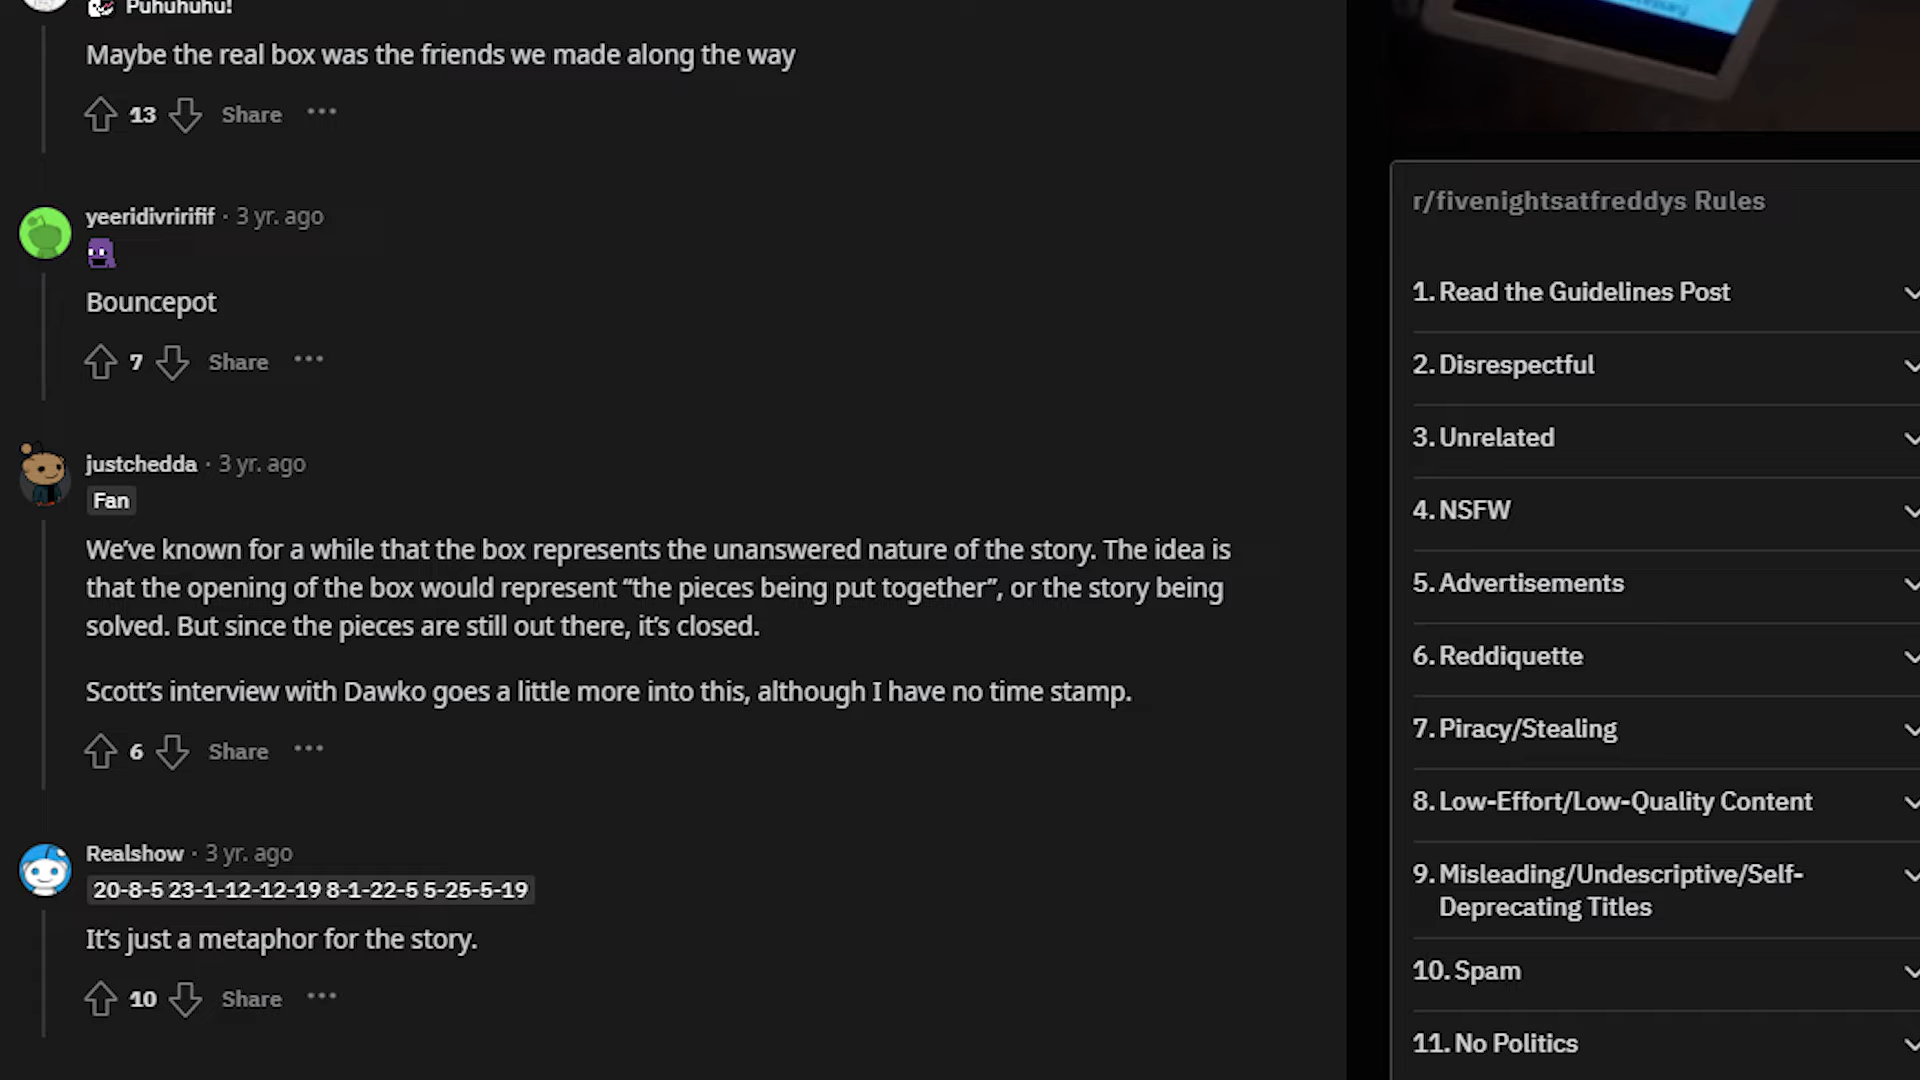 Puhuhuhu!
Maybe the real box was the friends we made along the way
13 Share ...
yeeridivririfif · 3 yr. ago
Bouncepot
7 Share ...
justchedda · 3 yr. ago
Fan
We’ve known for a while that the box represents the unanswered nature of the story. The idea is
that the opening of the box would represent “the pieces being put together”, or the story being
solved. But since the pieces are still out there, it’s closed.
Scott’s interview with Dawko goes a little more into this, although I have no time stamp.
6 Share ...
Realshow · 3 yr. ago
20-8-5 23-1-12-12-19 8-1-22-5 5-25-5-19
It’s just a metaphor for the story.
10 Share ...
r/fivenightsatfreddys Rules
1. Read the Guidelines Post
2. Disrespectful
3. Unrelated
4. NSFW
5. Advertisements
6. Reddiquette
7. Piracy/Stealing
8. Low-Effort/Low-Quality Content
9. Misleading/Undescriptive/Self-
Deprecating Titles
10. Spam
11. No Politics